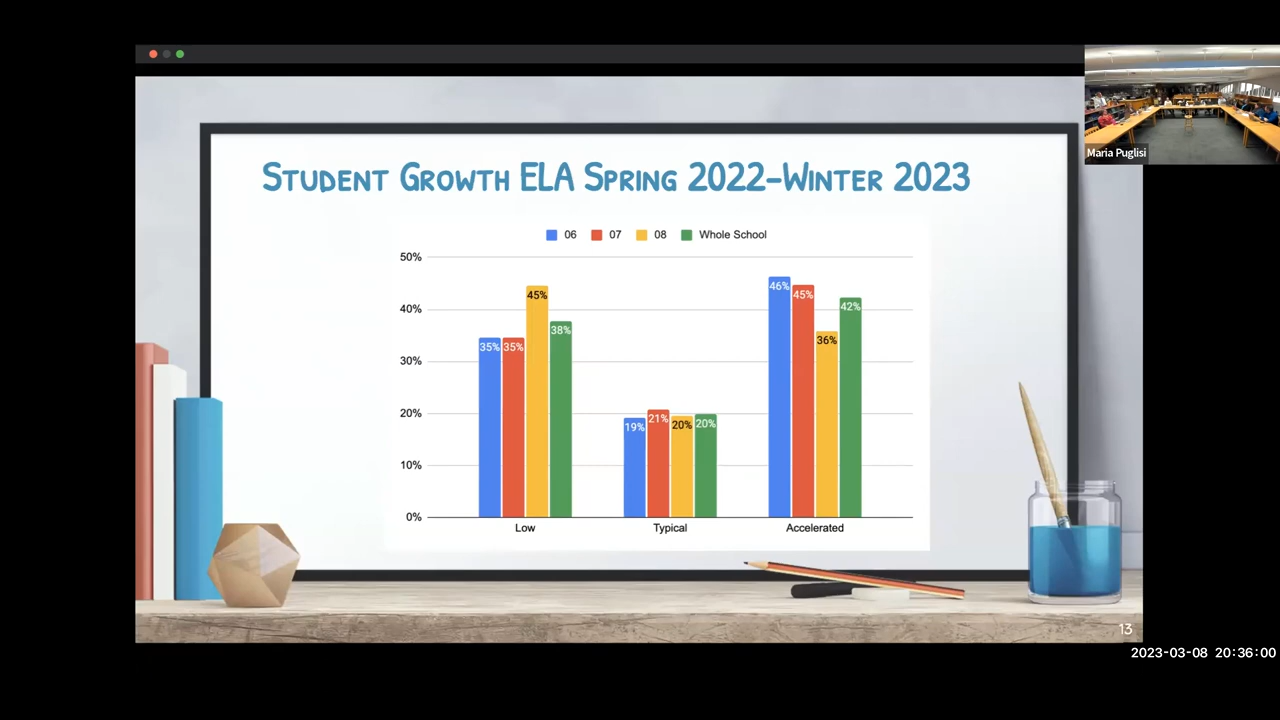 Maria Puglisi
STUDENT GROWTH ELA SPRING 2022-WINTER 2023
06 07 08 Whole School
50%
40%
30%
20%
10%
0%
35% 35% 45% 38%
19% 21% 20% 20%
46% 45% 36% 42%
Low Typical Accelerated
13
2023-03-08 20:36:00